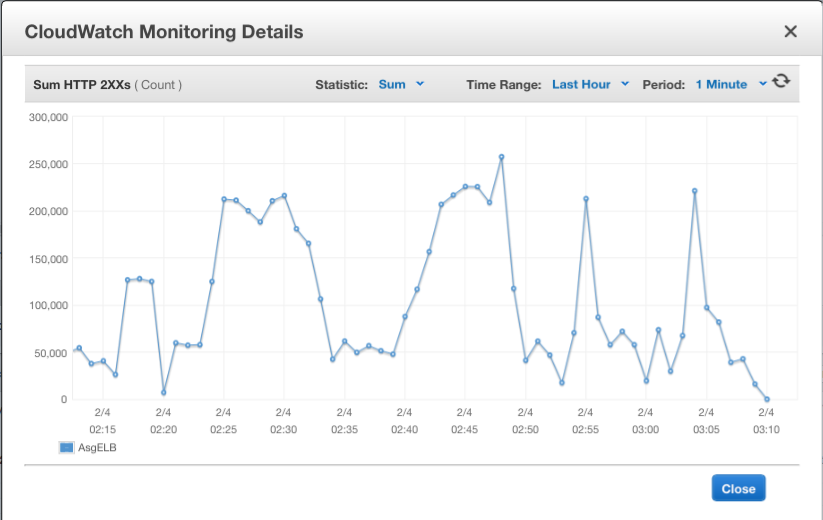 CloudWatch Monitoring Details
Sum HTTP 2XXs ( Count ) Statistic: Sum Time Range: Last Hour Period: 1 Minute
300,000
250,000
200,000
150,000
100,000
50,000
0
2/4 2/4 2/4 2/4 2/4 2/4 2/4 2/4 2/4 2/4 2/4 2/4
02:15 02:20 02:25 02:30 02:35 02:40 02:45 02:50 02:55 03:00 03:05 03:10
AsgELB
Close